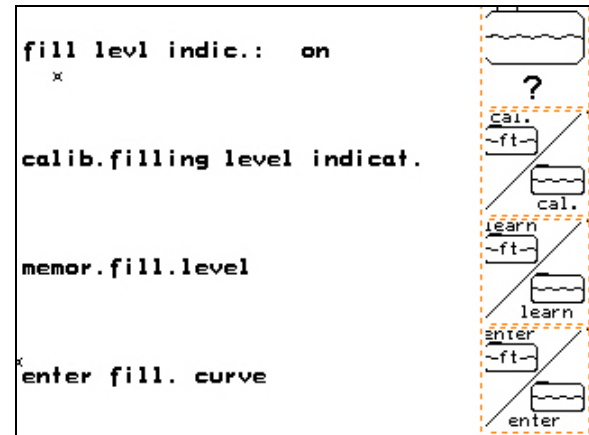 fill levl indic.: on
?
cal.
~ft~
calib.filling level indicat.
cal.
learn
~ft~
memor.fill.level
learn
enter
~ft~
enter fill. curve
enter